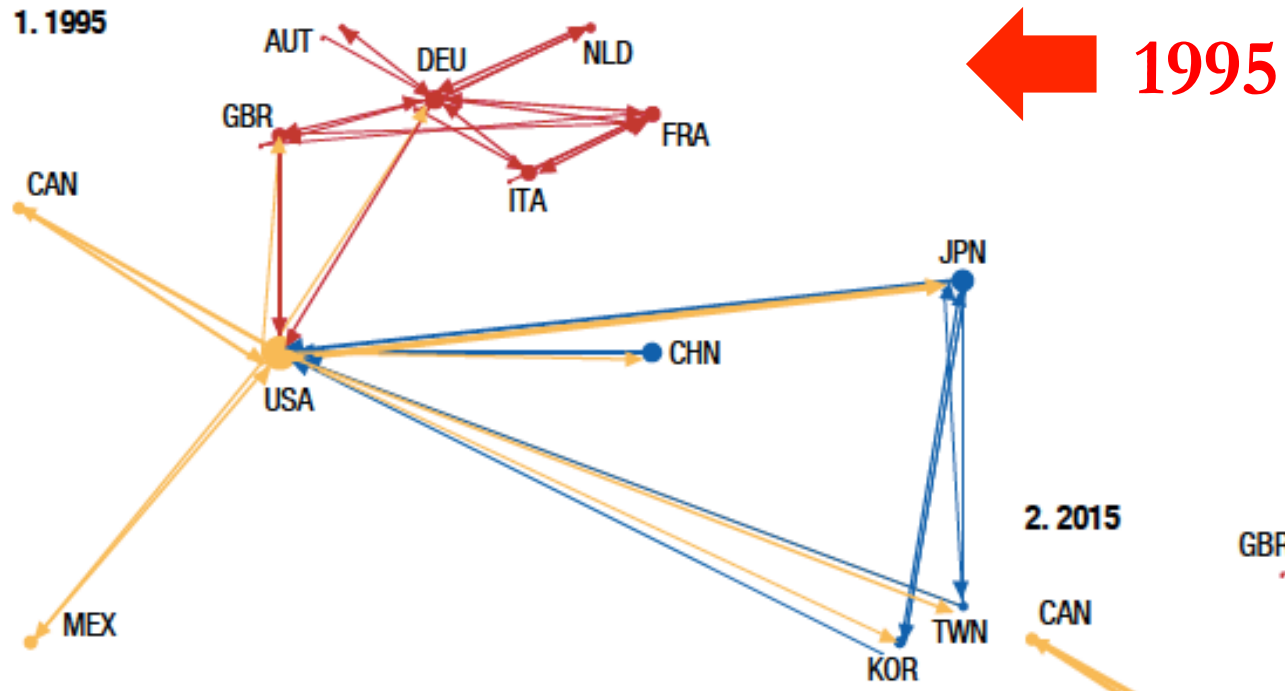 1. 1995
1995
AUT
DEU
NLD
GBR
FRA
ITA
CAN
JPN
CHN
USA
2. 2015
GBR
CAN
MEX
TWN
KOR